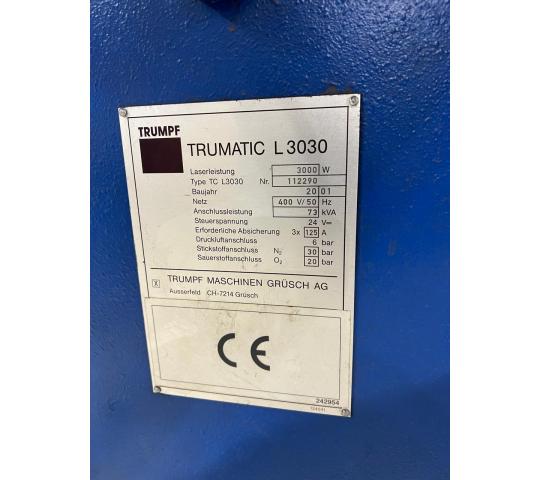 TRUMPF
TRUMATIC L 3030
Laserleistung 3000 W
Type TC L3030 Nr. 112290
Baujahr 20 01
Netz 400 V/50 Hz
Anschlussleistung 73 kVA
Steuerspannung 24 V⎓
Erforderliche Absicherung 3x 125 A
Druckluftanschluss 6 bar
Stickstoffanschluss N₂ 30 bar
Sauerstoffanschluss O₂ 20 bar
X TRUMPF MASCHINEN GRÜSCH AG
Ausserfeld CH-7214 Grüsch
CE
242954